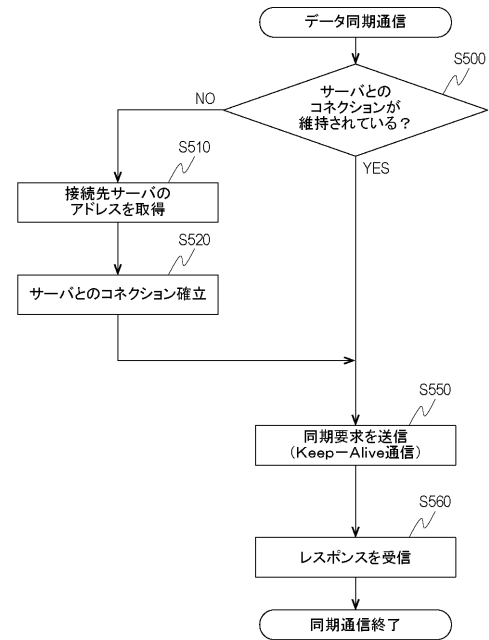 データ同期通信
S500
サーバとの
コネクションが
維持されている？
NO
YES
S510
接続先サーバの
アドレスを取得
S520
サーバとのコネクション確立
S550
同期要求を送信
（Keep－Alive通信）
S560
レスポンスを受信
同期通信終了